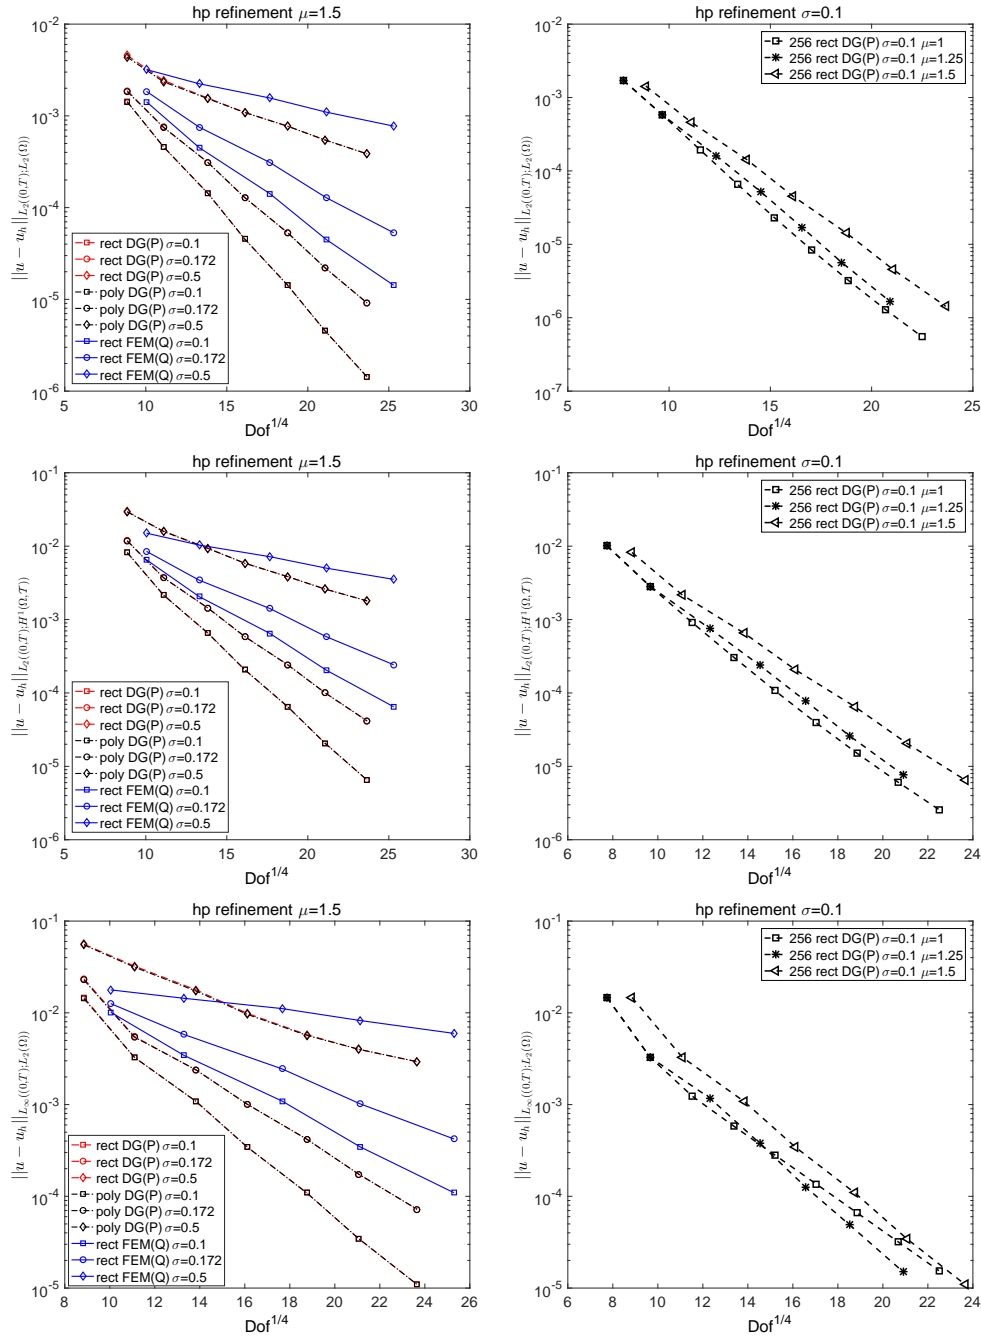 hp refinement μ=1.5
10^-2
10^-3
10^-4
10^-5
10^-6
||u − u_h||_{L_2((0,T);L_2(Ω))}
rect DG(P) σ=0.1
rect DG(P) σ=0.172
rect DG(P) σ=0.5
poly DG(P) σ=0.1
poly DG(P) σ=0.172
poly DG(P) σ=0.5
rect FEM(Q) σ=0.1
rect FEM(Q) σ=0.172
rect FEM(Q) σ=0.5
5 10 15 20 25 30
Dof^1/4
hp refinement σ=0.1
10^-2
10^-3
10^-4
10^-5
10^-6
10^-7
||u − u_h||_{L_2((0,T);L_2(Ω))}
256 rect DG(P) σ=0.1 μ=1
256 rect DG(P) σ=0.1 μ=1.25
256 rect DG(P) σ=0.1 μ=1.5
5 10 15 20 25
Dof^1/4
hp refinement μ=1.5
10^-1
10^-2
10^-3
10^-4
10^-5
10^-6
||u − u_h||_{L_2((0,T);H^1(Ω,T))}
rect DG(P) σ=0.1
rect DG(P) σ=0.172
rect DG(P) σ=0.5
poly DG(P) σ=0.1
poly DG(P) σ=0.172
poly DG(P) σ=0.5
rect FEM(Q) σ=0.1
rect FEM(Q) σ=0.172
rect FEM(Q) σ=0.5
5 10 15 20 25 30
Dof^1/4
hp refinement σ=0.1
10^-1
10^-2
10^-3
10^-4
10^-5
10^-6
||u − u_h||_{L_2((0,T);H^1(Ω,T))}
256 rect DG(P) σ=0.1 μ=1
256 rect DG(P) σ=0.1 μ=1.25
256 rect DG(P) σ=0.1 μ=1.5
6 8 10 12 14 16 18 20 22 24
Dof^1/4
hp refinement μ=1.5
10^-1
10^-2
10^-3
10^-4
10^-5
||u − u_h||_{L_∞((0,T);L_2(Ω))}
rect DG(P) σ=0.1
rect DG(P) σ=0.172
rect DG(P) σ=0.5
poly DG(P) σ=0.1
poly DG(P) σ=0.172
poly DG(P) σ=0.5
rect FEM(Q) σ=0.1
rect FEM(Q) σ=0.172
rect FEM(Q) σ=0.5
8 10 12 14 16 18 20 22 24 26
Dof^1/4
hp refinement σ=0.1
10^-1
10^-2
10^-3
10^-4
10^-5
||u − u_h||_{L_∞((0,T);L_2(Ω))}
256 rect DG(P) σ=0.1 μ=1
256 rect DG(P) σ=0.1 μ=1.25
256 rect DG(P) σ=0.1 μ=1.5
6 8 10 12 14 16 18 20 22 24
Dof^1/4